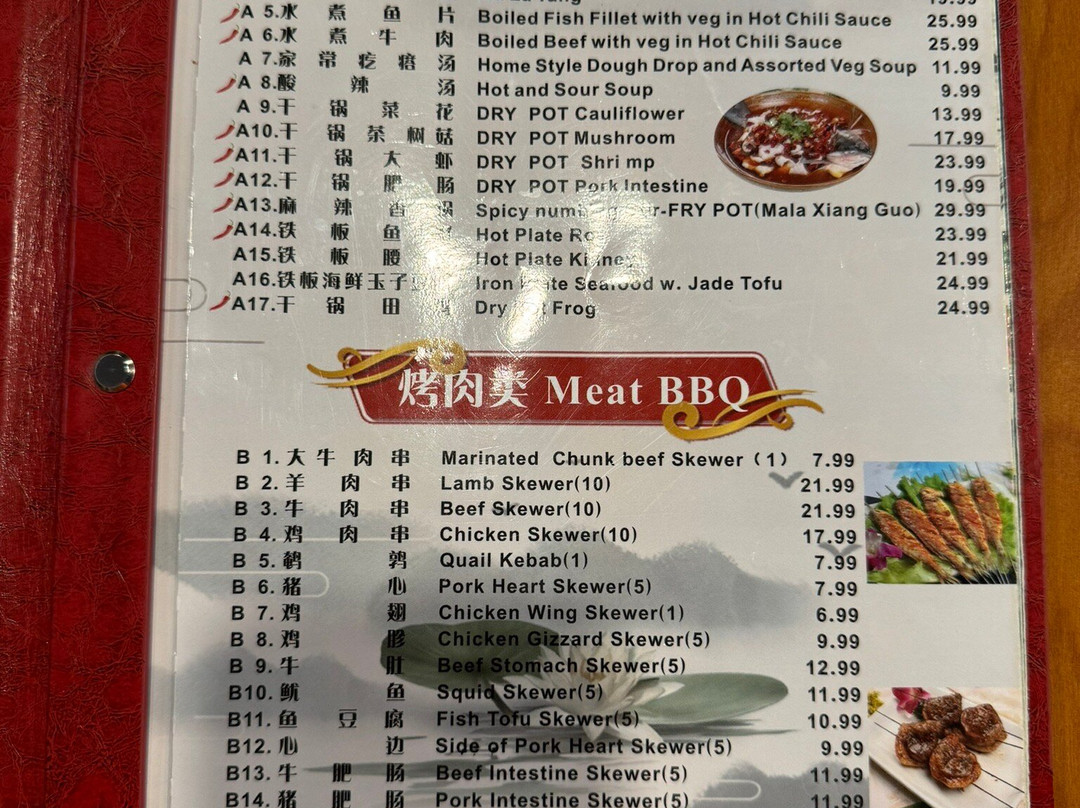 A 5.水煮鱼片 Boiled Fish Fillet with veg in Hot Chili Sauce 25.99
A 6.水煮牛肉 Boiled Beef with veg in Hot Chili Sauce 25.99
A 7.家常疙瘩汤 Home Style Dough Drop and Assorted Veg Soup 11.99
A 8.酸辣汤 Hot and Sour Soup 9.99
A 9.干锅菜花 DRY POT Cauliflower 13.99
A10.干锅茶树菇 DRY POT Mushroom 17.99
A11.干锅大虾 DRY POT Shrimp 23.99
A12.干锅肥肠 DRY POT Pork Intestine 19.99
A13.麻辣香锅 Spicy -FRY POT(Mala Xiang Guo) 29.99
A14.铁板鱼 Hot Plate 23.99
A15.铁板腰 Hot Plate Kidney 21.99
A16.铁板海鲜玉子 Iron Plate Seafood w. Jade Tofu 24.99
A17.干锅田 Dry Frog 24.99
烤肉类 Meat BBQ
B 1.大牛肉串 Marinated Chunk beef Skewer (1) 7.99
B 2.羊肉串 Lamb Skewer(10) 21.99
B 3.牛肉串 Beef Skewer(10) 21.99
B 4.鸡肉串 Chicken Skewer(10) 17.99
B 5.鹌鹑 Quail Kebab(1) 7.99
B 6.猪心 Pork Heart Skewer(5) 7.99
B 7.鸡翅 Chicken Wing Skewer(1) 6.99
B 8.鸡胗 Chicken Gizzard Skewer(5) 9.99
B 9.牛肚 Beef Stomach Skewer(5) 12.99
B10.鱿鱼 Squid Skewer(5) 11.99
B11.鱼豆腐 Fish Tofu Skewer(5) 10.99
B12.心边 Side of Pork Heart Skewer(5) 9.99
B13.牛肥肠 Beef Intestine Skewer(5) 11.99
B14.猪肥肠 Pork Intestine Skewer(5) 11.99